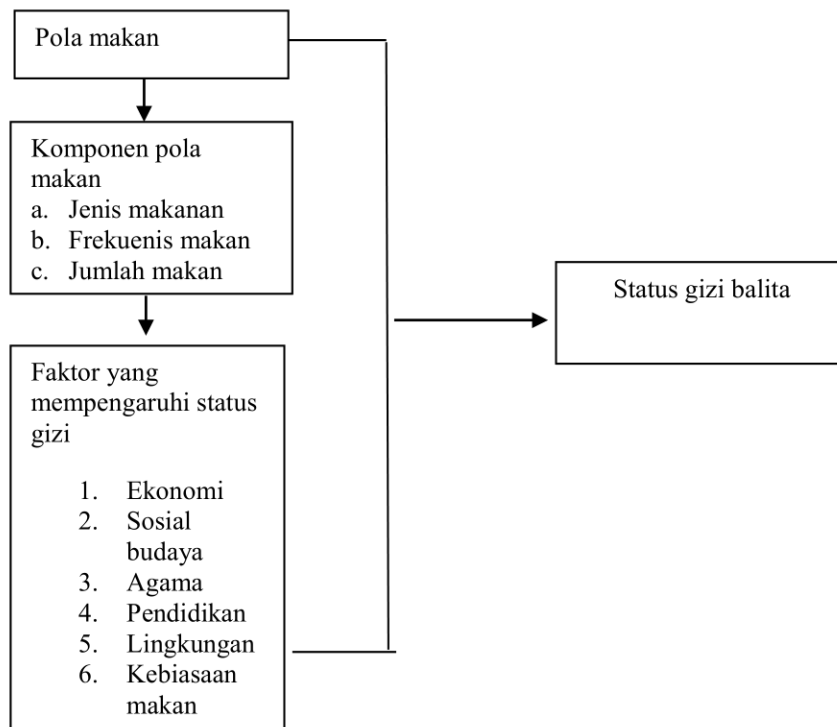 Pola makan
Komponen pola
makan
a. Jenis makanan
b. Frekuenis makan
c. Jumlah makan
Status gizi balita
Faktor yang
mempengaruhi status
gizi
1. Ekonomi
2. Sosial
budaya
3. Agama
4. Pendidikan
5. Lingkungan
6. Kebiasaan
makan